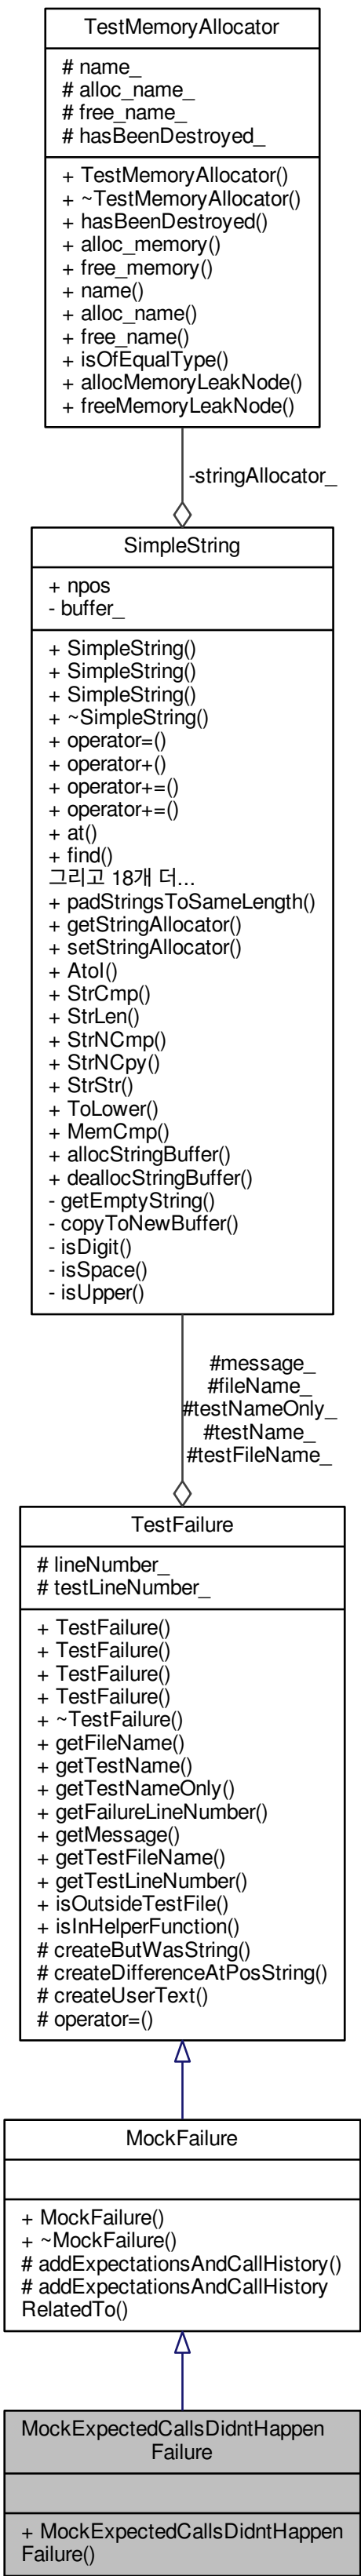 TestMemoryAllocator
# name_
# alloc_name_
# free_name_
# hasBeenDestroyed_
+ TestMemoryAllocator()
+ ~TestMemoryAllocator()
+ hasBeenDestroyed()
+ alloc_memory()
+ free_memory()
+ name()
+ alloc_name()
+ free_name()
+ isOfEqualType()
+ allocMemoryLeakNode()
+ freeMemoryLeakNode()
-stringAllocator_
SimpleString
+ npos
- buffer_
+ SimpleString()
+ SimpleString()
+ SimpleString()
+ ~SimpleString()
+ operator=()
+ operator+()
+ operator+=()
+ operator+=()
+ at()
+ find()
그리고 18개 더...
+ padStringsToSameLength()
+ getStringAllocator()
+ setStringAllocator()
+ AtoI()
+ StrCmp()
+ StrLen()
+ StrNCmp()
+ StrNCpy()
+ StrStr()
+ ToLower()
+ MemCmp()
+ allocStringBuffer()
+ deallocStringBuffer()
- getEmptyString()
- copyToNewBuffer()
- isDigit()
- isSpace()
- isUpper()
#message_
#fileName_
#testNameOnly_
#testName_
#testFileName_
TestFailure
# lineNumber_
# testLineNumber_
+ TestFailure()
+ TestFailure()
+ TestFailure()
+ TestFailure()
+ ~TestFailure()
+ getFileName()
+ getTestName()
+ getTestNameOnly()
+ getFailureLineNumber()
+ getMessage()
+ getTestFileName()
+ getTestLineNumber()
+ isOutsideTestFile()
+ isInHelperFunction()
# createButWasString()
# createDifferenceAtPosString()
# createUserText()
# operator=()
MockFailure
+ MockFailure()
+ ~MockFailure()
# addExpectationsAndCallHistory()
# addExpectationsAndCallHistory
RelatedTo()
MockExpectedCallsDidntHappen
Failure
+ MockExpectedCallsDidntHappen
Failure()